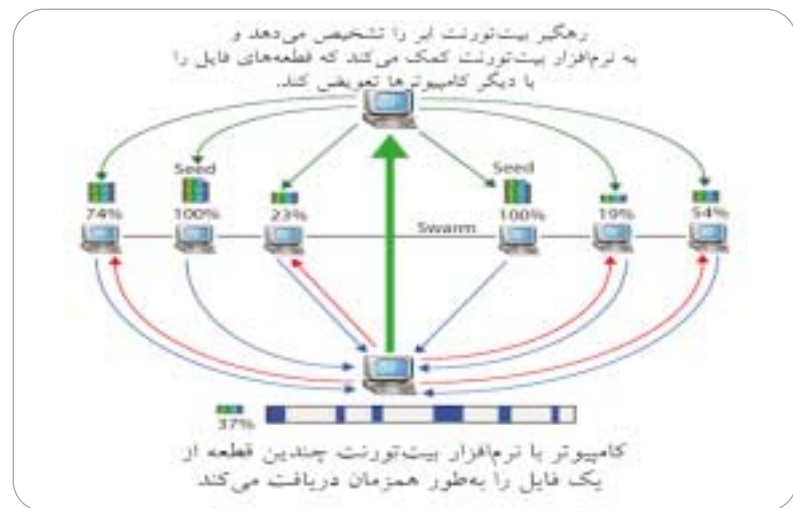 رهگیر بیت‌تورنت ابر را تشخیص می‌دهد و
به نرم‌افزار بیت‌تورنت کمک می‌کند که قطعه‌های فایل را
با دیگر کامپیوترها تعویض کند.
Seed
Seed
74%
100%
23%
100%
19%
54%
Swarm
37%
کامپیوتر با نرم‌افزار بیت‌تورنت چندین قطعه از
یک فایل را به‌طور همزمان دریافت می‌کند